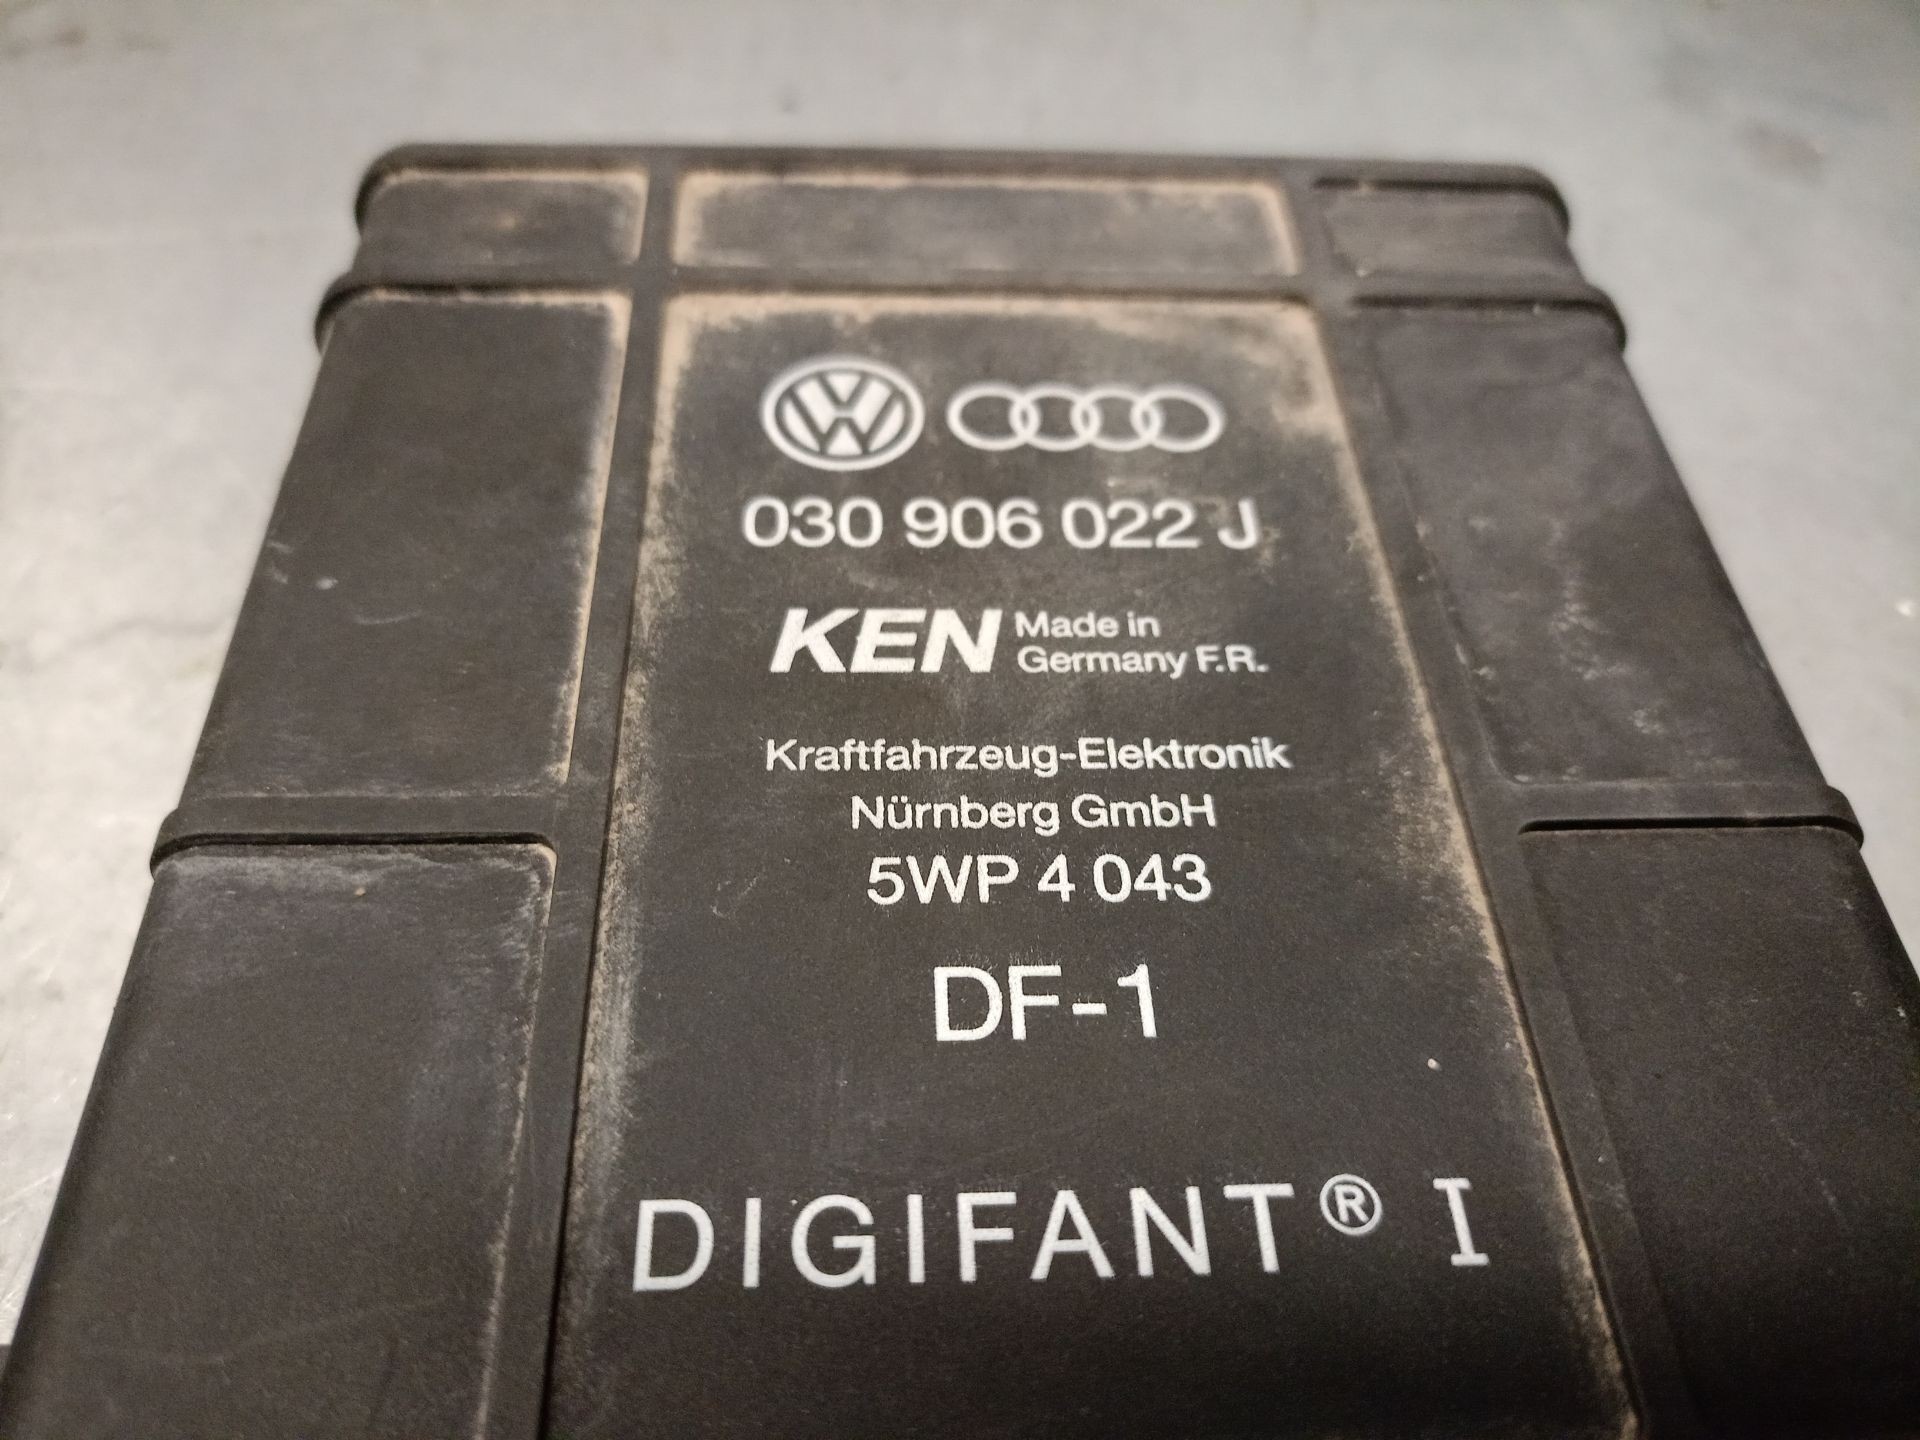 030 906 022 J
KEN Made in
Germany F.R.
Kraftfahrzeug-Elektronik
Nürnberg GmbH
5WP 4 043
DF-1
DIGIFANT® I